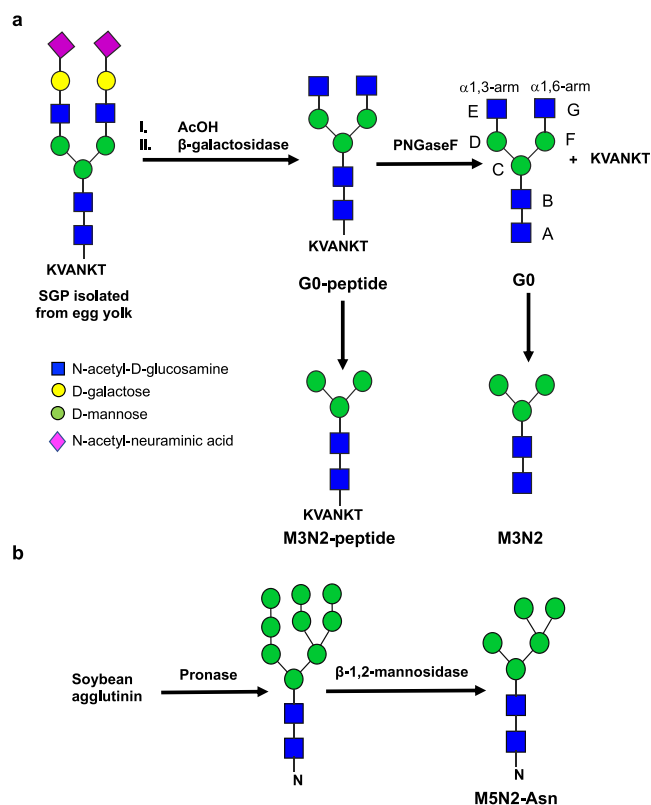 a
α1,3-arm α1,6-arm
I. AcOH
II. β-galactosidase
PNGaseF
E G
D F
C
+ KVANKT
B
A
KVANKT
KVANKT
SGP isolated
from egg yolk
G0-peptide
G0
N-acetyl-D-glucosamine
D-galactose
D-mannose
N-acetyl-neuraminic acid
KVANKT
M3N2-peptide
M3N2
b
Soybean
agglutinin
Pronase
β-1,2-mannosidase
N
N
M5N2-Asn